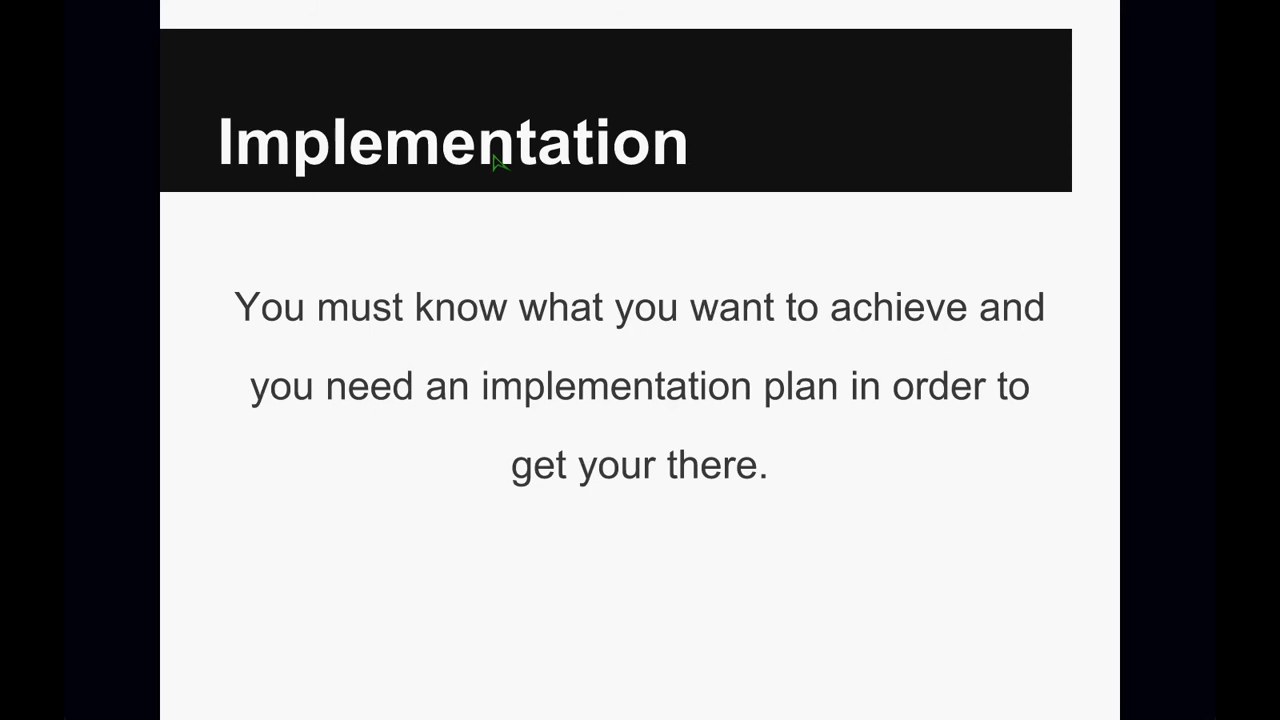 Implementation
You must know what you want to achieve and
you need an implementation plan in order to
get your there.